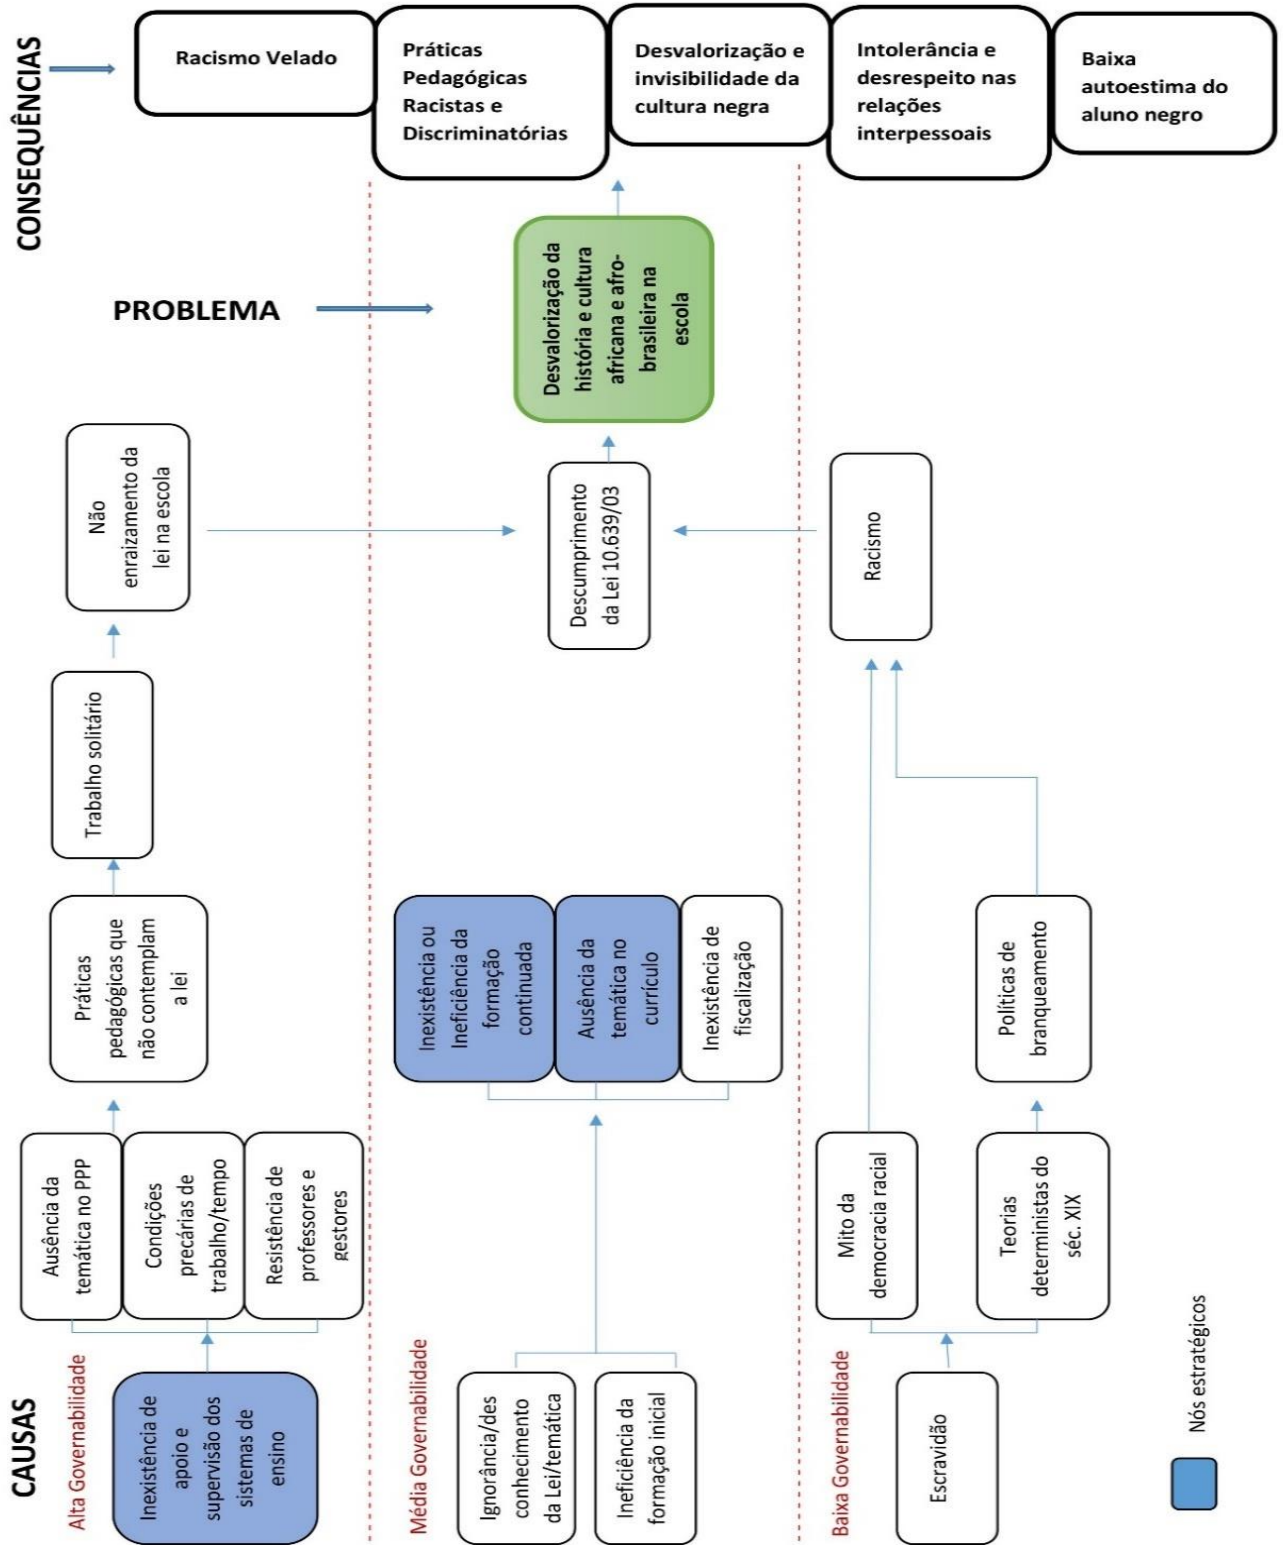 CONSEQUÊNCIAS
Racismo Velado
Práticas
Pedagógicas
Racistas e
Discriminatórias
Desvalorização e
invisibilidade da
cultura negra
Intolerância e
desrespeito nas
relações
interpessoais
Baixa
autoestima do
aluno negro
PROBLEMA
Desvalorização da
história e cultura
africana e afro-
brasileira na
escola
Não
enraizamento da
lei na escola
Descumprimento
da Lei 10.639/03
Racismo
Trabalho solitário
Práticas
pedagógicas que
não contemplam
a lei
Inexistência ou
Ineficiência da
formação
continuada
Ausência da
temática no
currículo
Inexistência de
fiscalização
Políticas de
branqueamento
Ausência da
temática no PPP
Condições
precárias de
trabalho/tempo
Resistência de
professores e
gestores
Mito da
democracia racial
Teorias
deterministas do
séc. XIX
CAUSAS
Alta Governabilidade
Inexistência de
apoio e
supervisão dos
sistemas de
ensino
Média Governabilidade
Ignorância/des
conhecimento
da Lei/temática
Ineficiência da
formação inicial
Baixa Governabilidade
Escravidão
Nós estratégicos